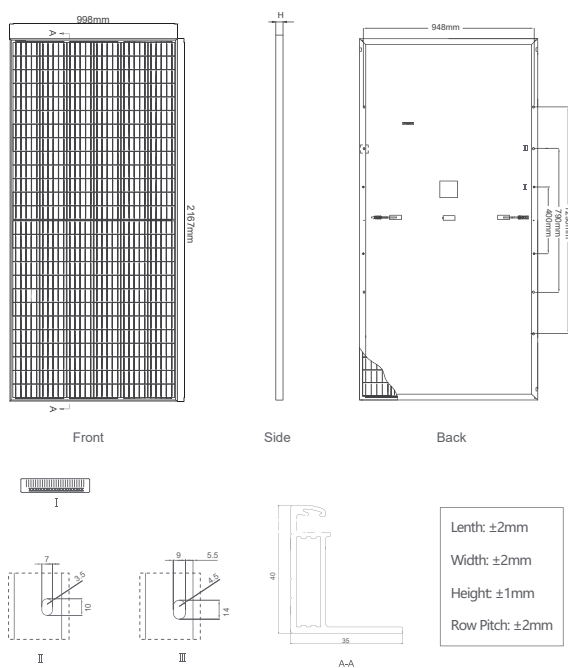 998mm
A
2167mm
A
Front
H
Side
948mm
II
I
400mm
790mm
Back
I
7
3.5
10
II
9
5.5
4.5
14
III
40
35
A-A
Lenth: ±2mm
Width: ±2mm
Height: ±1mm
Row Pitch: ±2mm